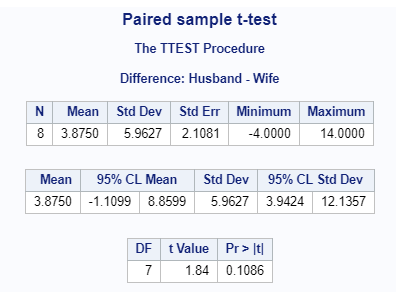 Paired sample t-test
The TTEST Procedure
Difference: Husband - Wife
N Mean Std Dev Std Err Minimum Maximum
8 3.8750 5.9627 2.1081 -4.0000 14.0000
Mean 95% CL Mean Std Dev 95% CL Std Dev
3.8750 -1.1099 8.8599 5.9627 3.9424 12.1357
DF t Value Pr > |t|
7 1.84 0.1086